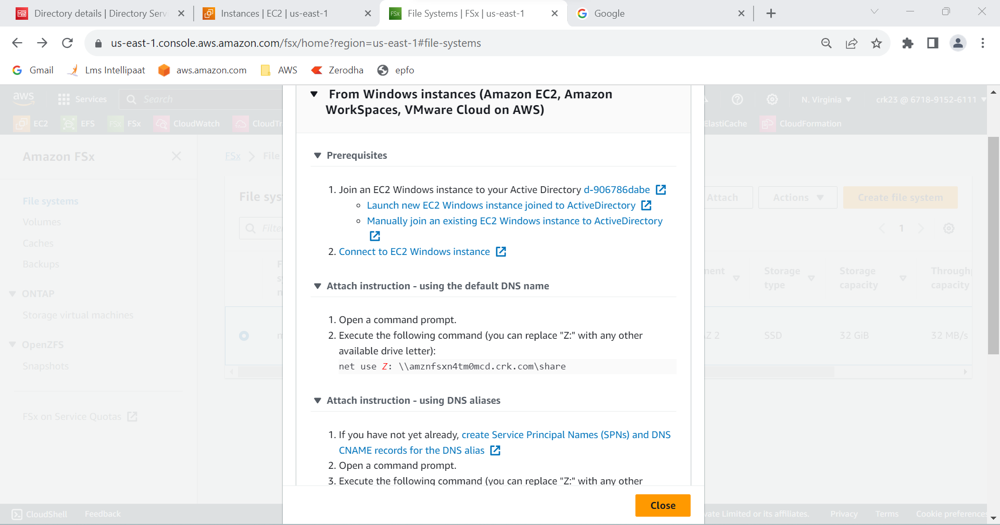 Directory details | Directory Servi
Instances | EC2 | us-east-1
File Systems | FSx | us-east-1
Google
us-east-1.console.aws.amazon.com/fsx/home?region=us-east-1#file-systems
Gmail
Lms Intellipaat
aws.amazon.com
AWS
Zerodha
epfo
aws
Services
Search
N. Virginia
crk23 @ 6718-9152-6111
EC2
EFS
FSx
CloudWatch
CloudTr
ElastiCache
CloudFormation
Amazon FSx
File systems
Volumes
Caches
Backups
ONTAP
Storage virtual machines
OpenZFS
Snapshots
FSx on Service Quotas
FSx
File
File sys
Filte
Attach
Actions
Create file system
1
Storage type
Storage capacity
Through
capacity
SSD
32 GiB
32 MB/s
From Windows instances (Amazon EC2, Amazon
WorkSpaces, VMware Cloud on AWS)
Prerequisites
1. Join an EC2 Windows instance to your Active Directory d-906786dabe
Launch new EC2 Windows instance joined to ActiveDirectory
Manually join an existing EC2 Windows instance to ActiveDirectory
2. Connect to EC2 Windows instance
Attach instruction - using the default DNS name
1. Open a command prompt.
2. Execute the following command (you can replace "Z:" with any other
available drive letter):
net use Z: \\amznfsxn4tm0mcd.crk.com\share
Attach instruction - using DNS aliases
1. If you have not yet already, create Service Principal Names (SPNs) and DNS
CNAME records for the DNS alias
2. Open a command prompt.
3. Execute the following command (you can replace "Z:" with any other
Close
CloudShell
Feedback
vate Limited or its affiliates.
Privacy
Terms
Cookie preferences